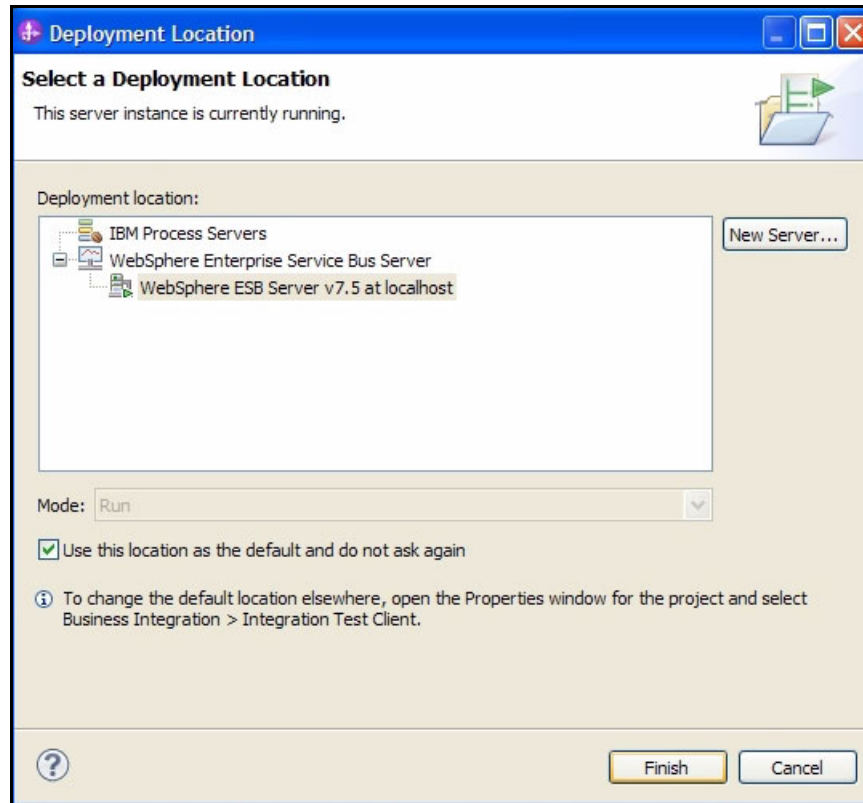 Deployment Location
Select a Deployment Location
This server instance is currently running.
Deployment location:
IBM Process Servers
New Server...
WebSphere Enterprise Service Bus Server
WebSphere ESB Server v7.5 at localhost
Mode: Run
Use this location as the default and do not ask again
To change the default location elsewhere, open the Properties window for the project and select
Business Integration > Integration Test Client.
?
Finish
Cancel